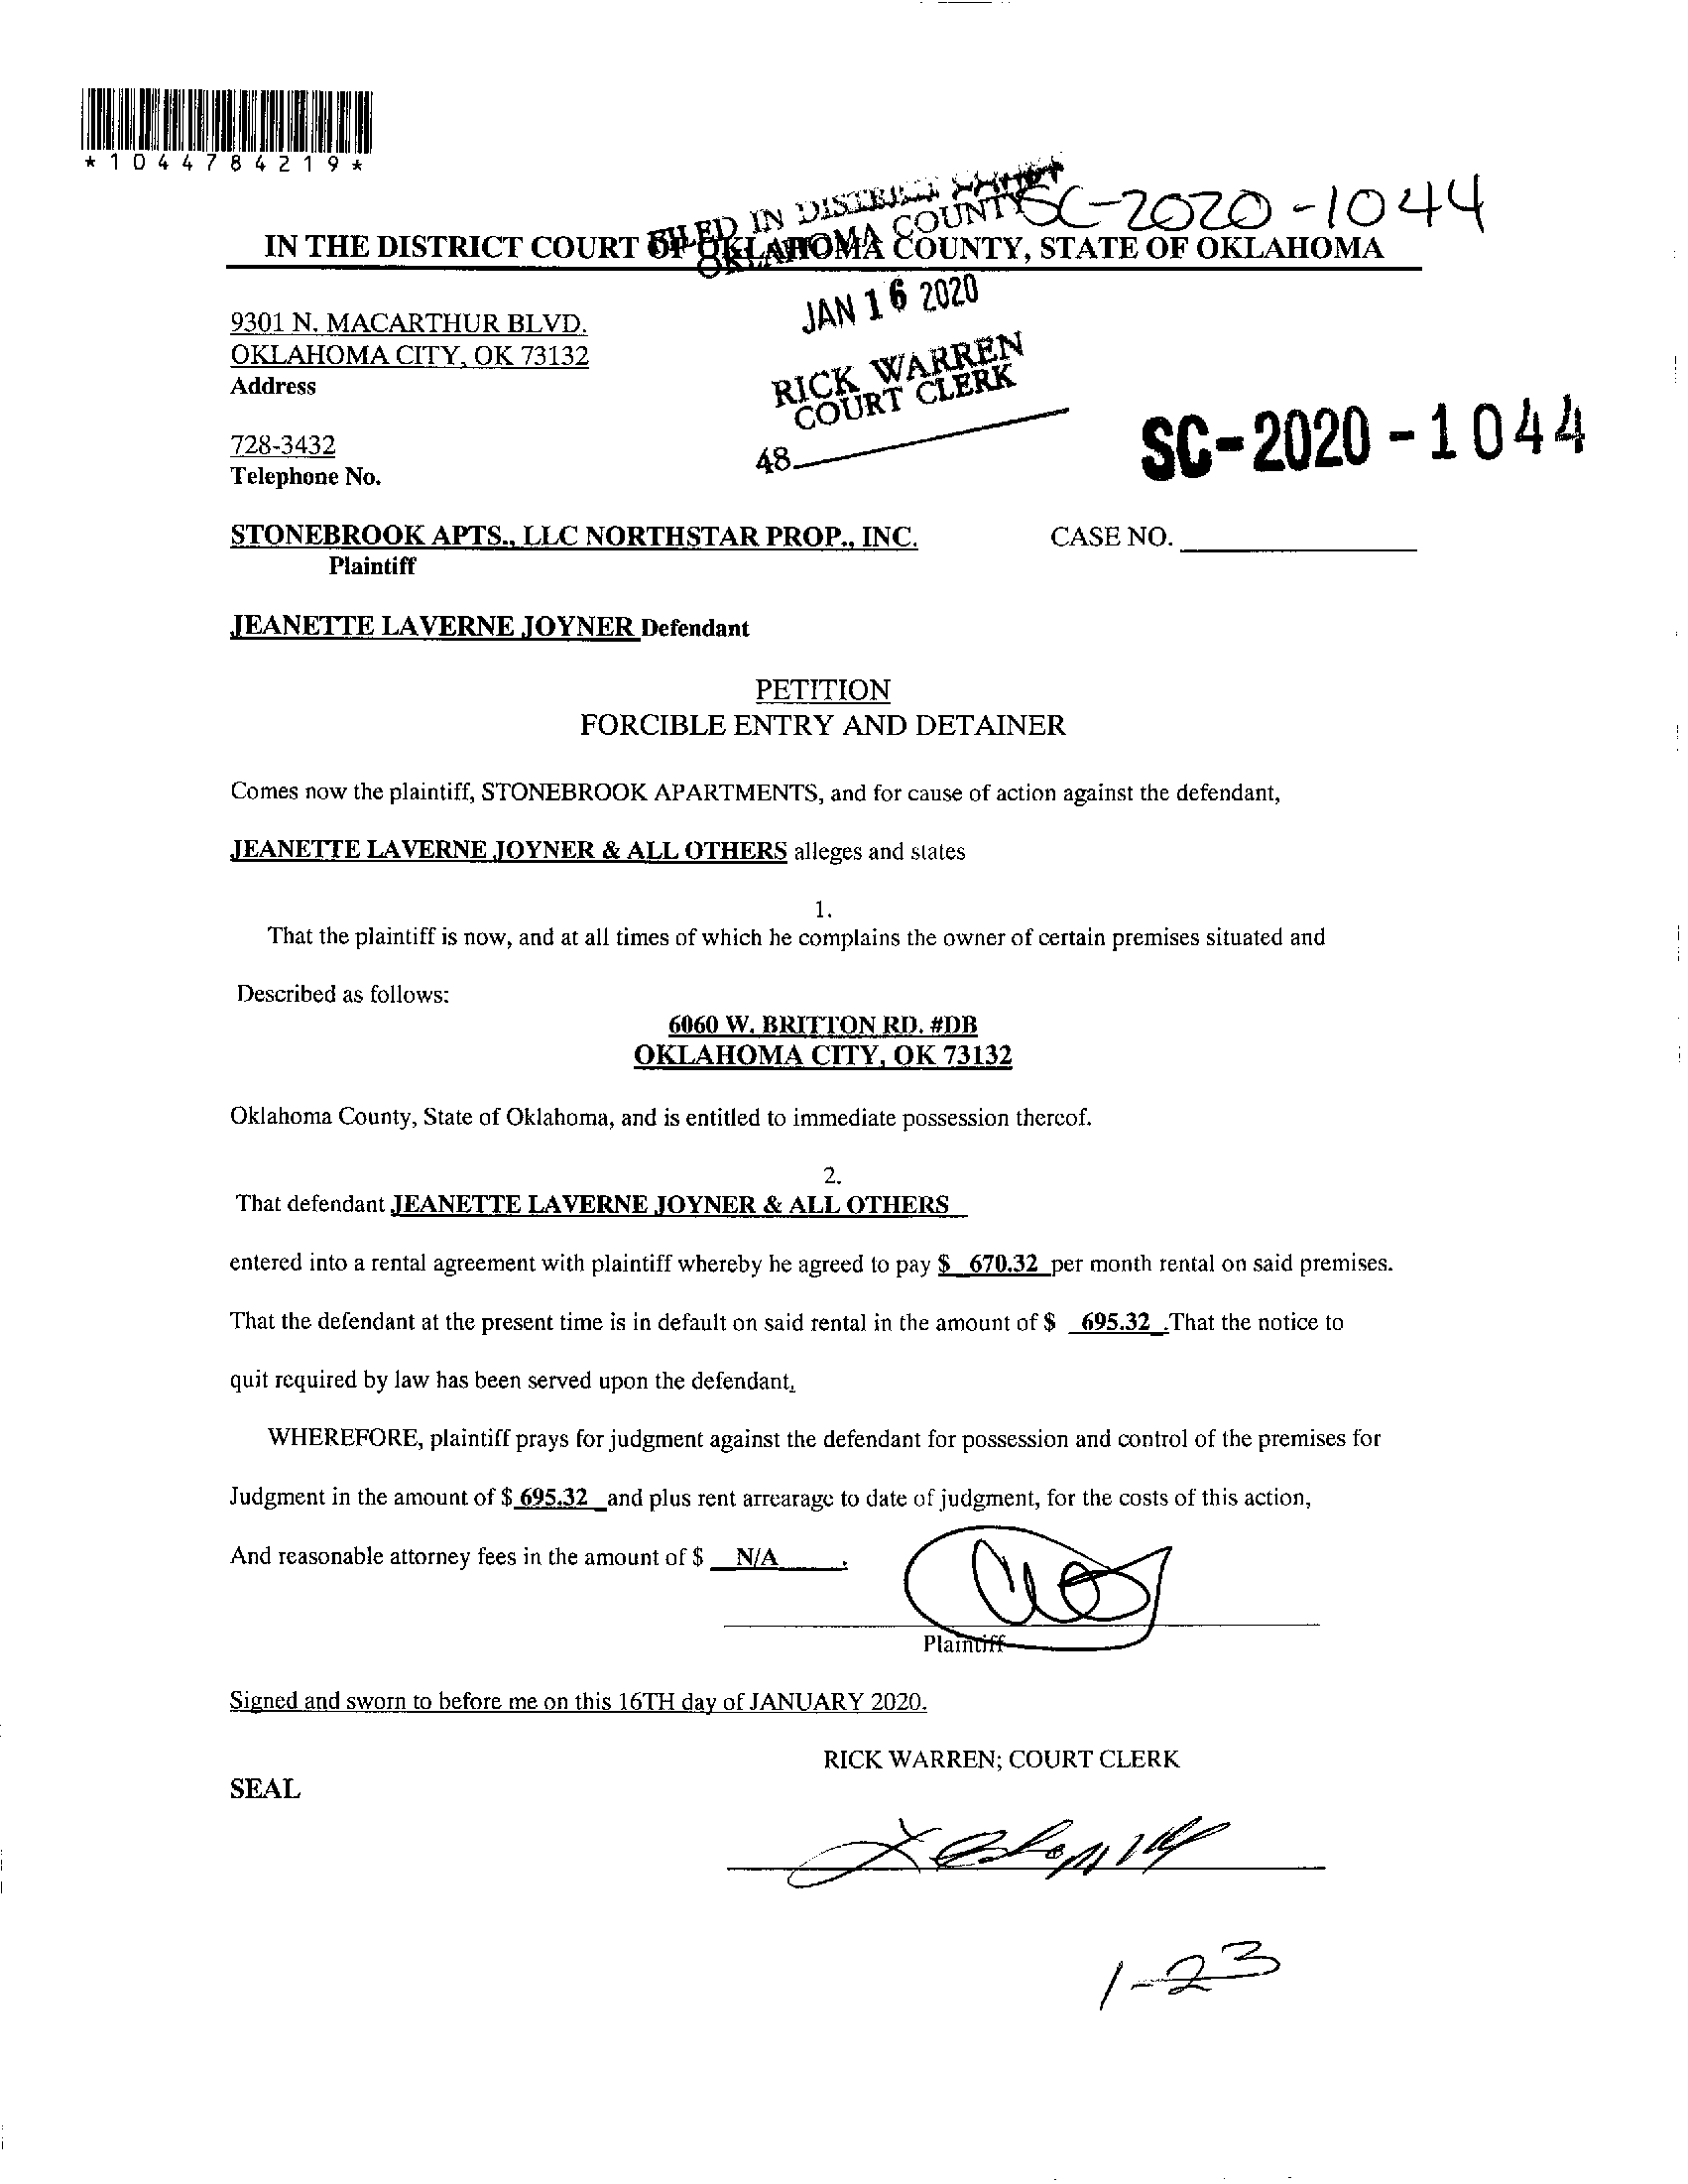 *1044784219*
FILED IN DISTRICT COURT
OKLAHOMA COUNTY
SC-2020-1044
IN THE DISTRICT COURT OF OKLAHOMA COUNTY, STATE OF OKLAHOMA
JAN 16 2020
9301 N. MACARTHUR BLVD.
OKLAHOMA CITY, OK 73132
Address
RICK WARREN
COURT CLERK
48
SC-2020-1044
728-3432
Telephone No.
STONEBROOK APTS., LLC NORTHSTAR PROP., INC. CASE NO.
Plaintiff
JEANETTE LAVERNE JOYNER Defendant
PETITION
FORCIBLE ENTRY AND DETAINER
Comes now the plaintiff, STONEBROOK APARTMENTS, and for cause of action against the defendant,
JEANETTE LAVERNE JOYNER & ALL OTHERS alleges and states
1.
That the plaintiff is now, and at all times of which he complains the owner of certain premises situated and
Described as follows:
6060 W. BRITTON RD. #DB
OKLAHOMA CITY, OK 73132
Oklahoma County, State of Oklahoma, and is entitled to immediate possession thereof.
2.
That defendant JEANETTE LAVERNE JOYNER & ALL OTHERS
entered into a rental agreement with plaintiff whereby he agreed to pay $ 670.32 per month rental on said premises.
That the defendant at the present time is in default on said rental in the amount of $ 695.32 .That the notice to
quit required by law has been served upon the defendant.
WHEREFORE, plaintiff prays for judgment against the defendant for possession and control of the premises for
Judgment in the amount of $ 695.32 and plus rent arrearage to date of judgment, for the costs of this action,
And reasonable attorney fees in the amount of $ N/A .
Plaintiff
Signed and sworn to before me on this 16TH day of JANUARY 2020.
RICK WARREN; COURT CLERK
SEAL
1-23